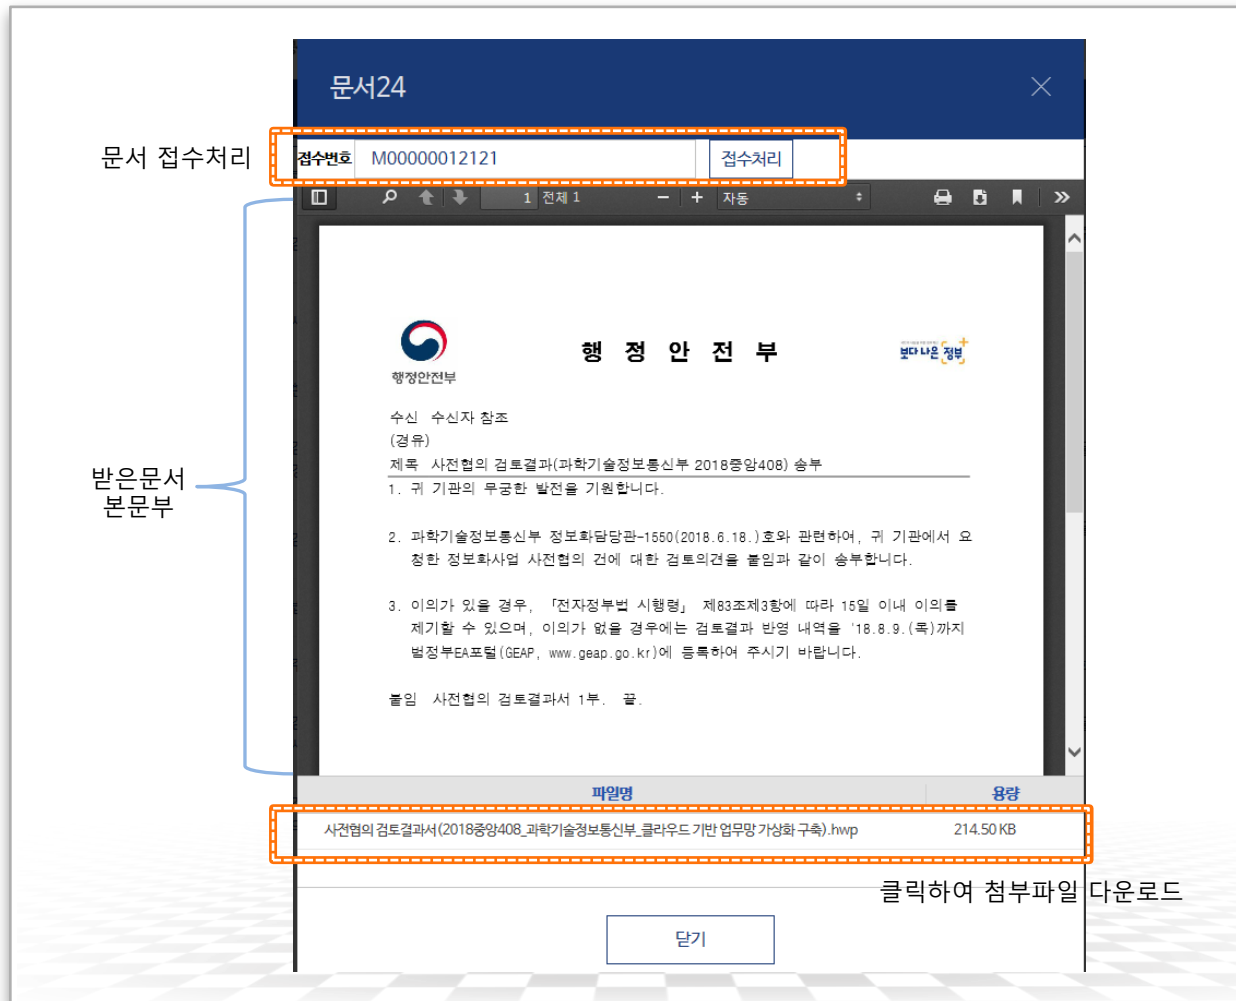 문서24
문서 접수처리
접수번호 M00000012121 접수처리
1 전체 1 자동
행 정 안 전 부
보다 나은 정부
행정안전부
수신 수신자 참조
(경유)
제목 사전협의 검토결과(과학기술정보통신부 2018중앙408) 송부
1. 귀 기관의 무궁한 발전을 기원합니다.
받은문서
본문부
2. 과학기술정보통신부 정보화담당관-1550(2018.6.18.)호와 관련하여, 귀 기관에서 요
청한 정보화사업 사전협의 건에 대한 검토의견을 붙임과 같이 송부합니다.
3. 이의가 있을 경우, 「전자정부법 시행령」 제83조제3항에 따라 15일 이내 이의를
제기할 수 있으며, 이의가 없을 경우에는 검토결과 반영 내역을 '18.8.9.(목)까지
범정부EA포털(GEAP, www.geap.go.kr)에 등록하여 주시기 바랍니다.
붙임 사전협의 검토결과서 1부. 끝.
파일명 용량
사전협의 검토결과서(2018중앙408_과학기술정보통신부_클라우드 기반 업무망 가상화 구축).hwp 214.50 KB
클릭하여 첨부파일 다운로드
닫기